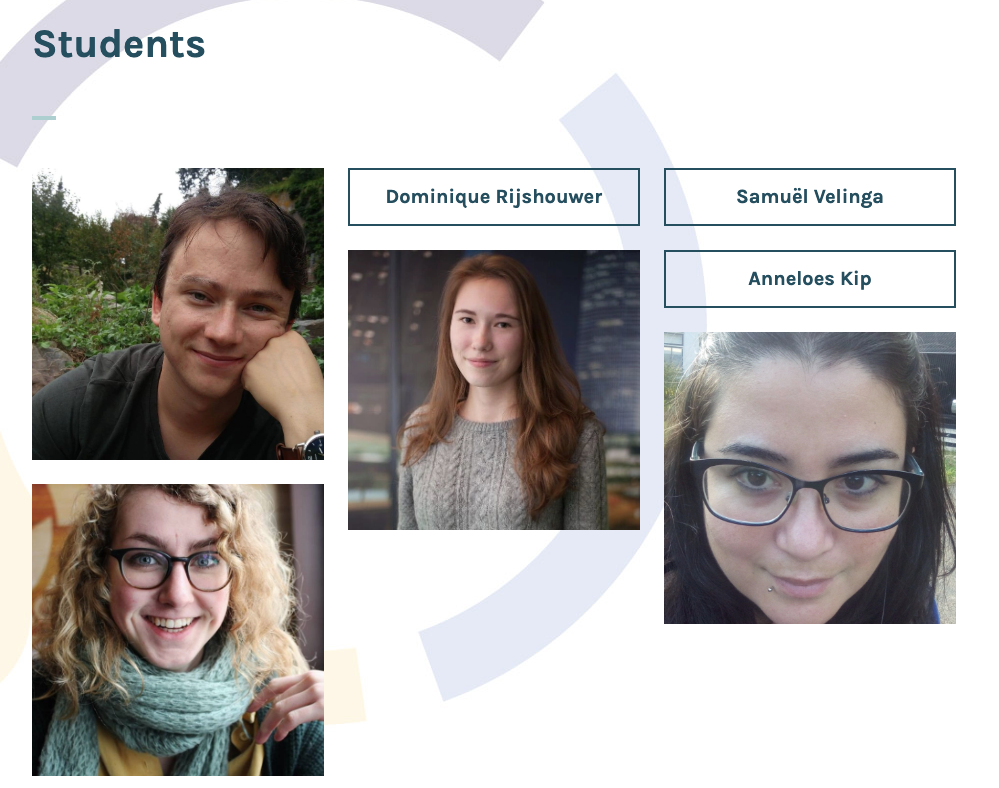 Students
Dominique Rijshouwer
Samuël Velinga
Anneloes Kip